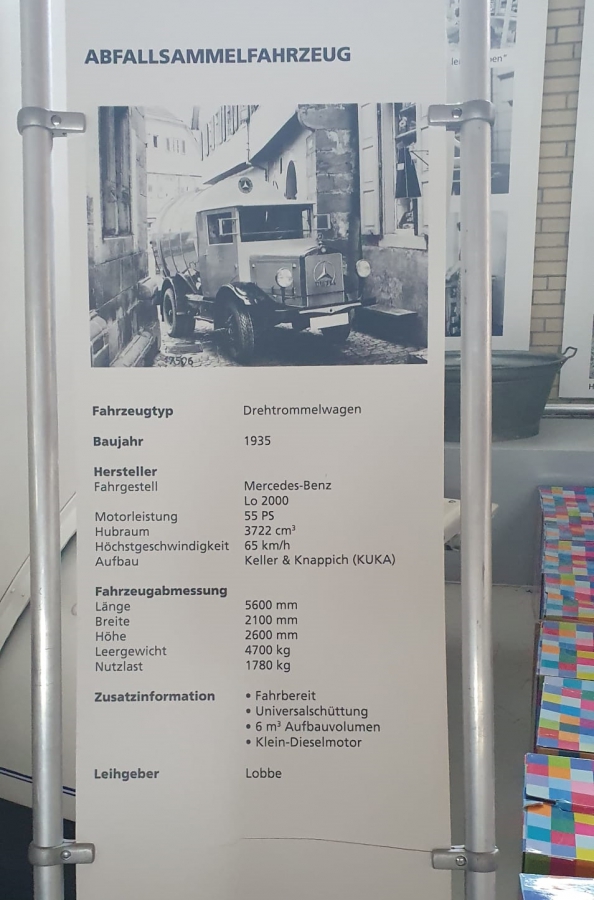 ABFALLSAMMELFAHRZEUG
7506
Fahrzeugtyp Drehtrommelwagen
Baujahr 1935
Hersteller
Fahrgestell Mercedes-Benz
Lo 2000
Motorleistung 55 PS
Hubraum 3722 cm³
Höchstgeschwindigkeit 65 km/h
Aufbau Keller & Knappich (KUKA)
Fahrzeugabmessung
Länge 5600 mm
Breite 2100 mm
Höhe 2600 mm
Leergewicht 4700 kg
Nutzlast 1780 kg
Zusatzinformation • Fahrbereit
• Universalschüttung
• 6 m³ Aufbauvolumen
• Klein-Dieselmotor
Leihgeber Lobbe